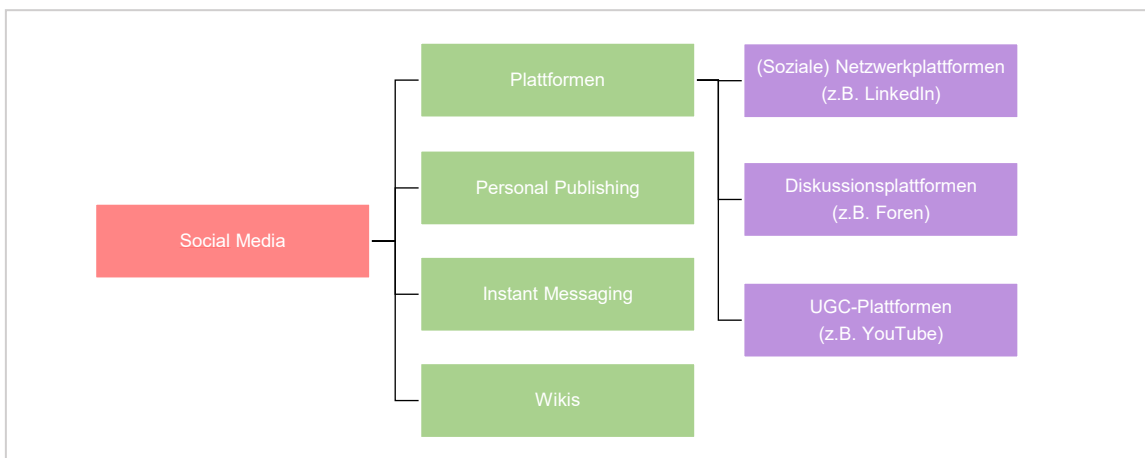 Social Media
Plattformen
Personal Publishing
Instant Messaging
Wikis
(Soziale) Netzwerkplattformen
(z.B. LinkedIn)
Diskussionsplattformen
(z.B. Foren)
UGC-Plattformen
(z.B. YouTube)